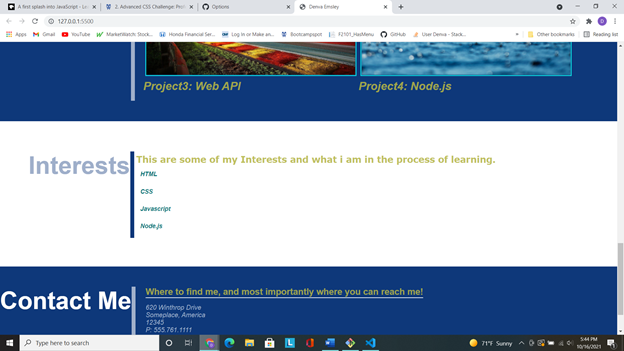 A first splash into JavaScript - Le
2. Advanced CSS Challenge: Prof
Options
Denva Emsley
127.0.0.1:5500
Apps
Gmail
YouTube
MarketWatch: Stock...
Honda Financial Ser...
Log In or Make an...
Bootcampspot
F2101_HasMenu
GitHub
User Denva - Stack...
»
Other bookmarks
Reading list
Project3: Web API
Project4: Node.js
Interests
This are some of my Interests and what i am in the process of learning.
HTML
CSS
Javascript
Node.js
Contact Me
Where to find me, and most importantly where you can reach me!
620 Winthrop Drive
Someplace, America
12345
P: 555.761.1111
Type here to search
71°F Sunny
5:44 PM
10/16/2021